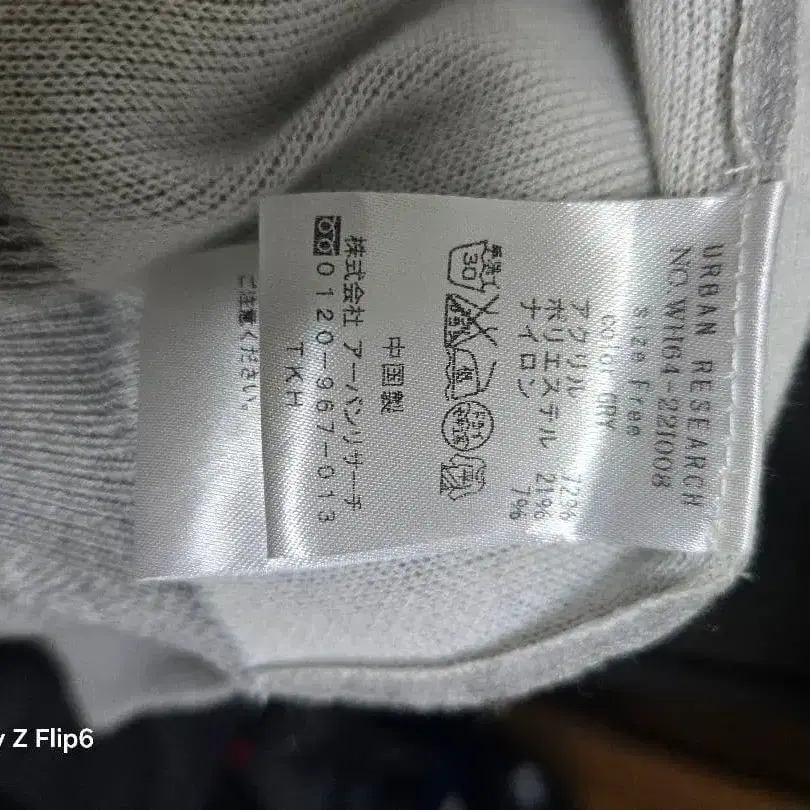 URBAN RESEARCH
NO.WH64-221008
Size Free
color GRY
アクリル 72%
ポリエステル 21%
ナイロン 7%
30
中国製
株式会社 アーバンリサーチ
0120-967-013
TKH
ご注意ください。
Z Flip6